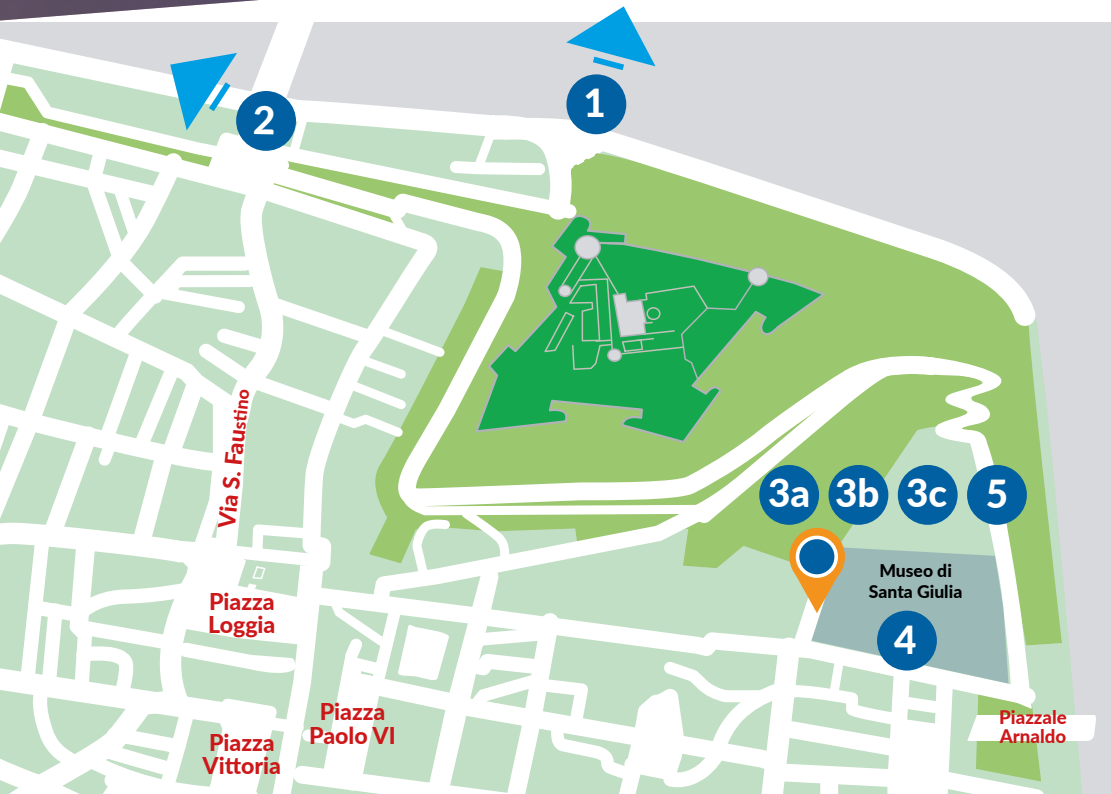 1
2
Via S. Faustino
3a 3b 3c 5
Museo di
Santa Giulia
4
Piazza
Loggia
Piazza
Paolo VI
Piazza
Vittoria
Piazzale
Arnaldo